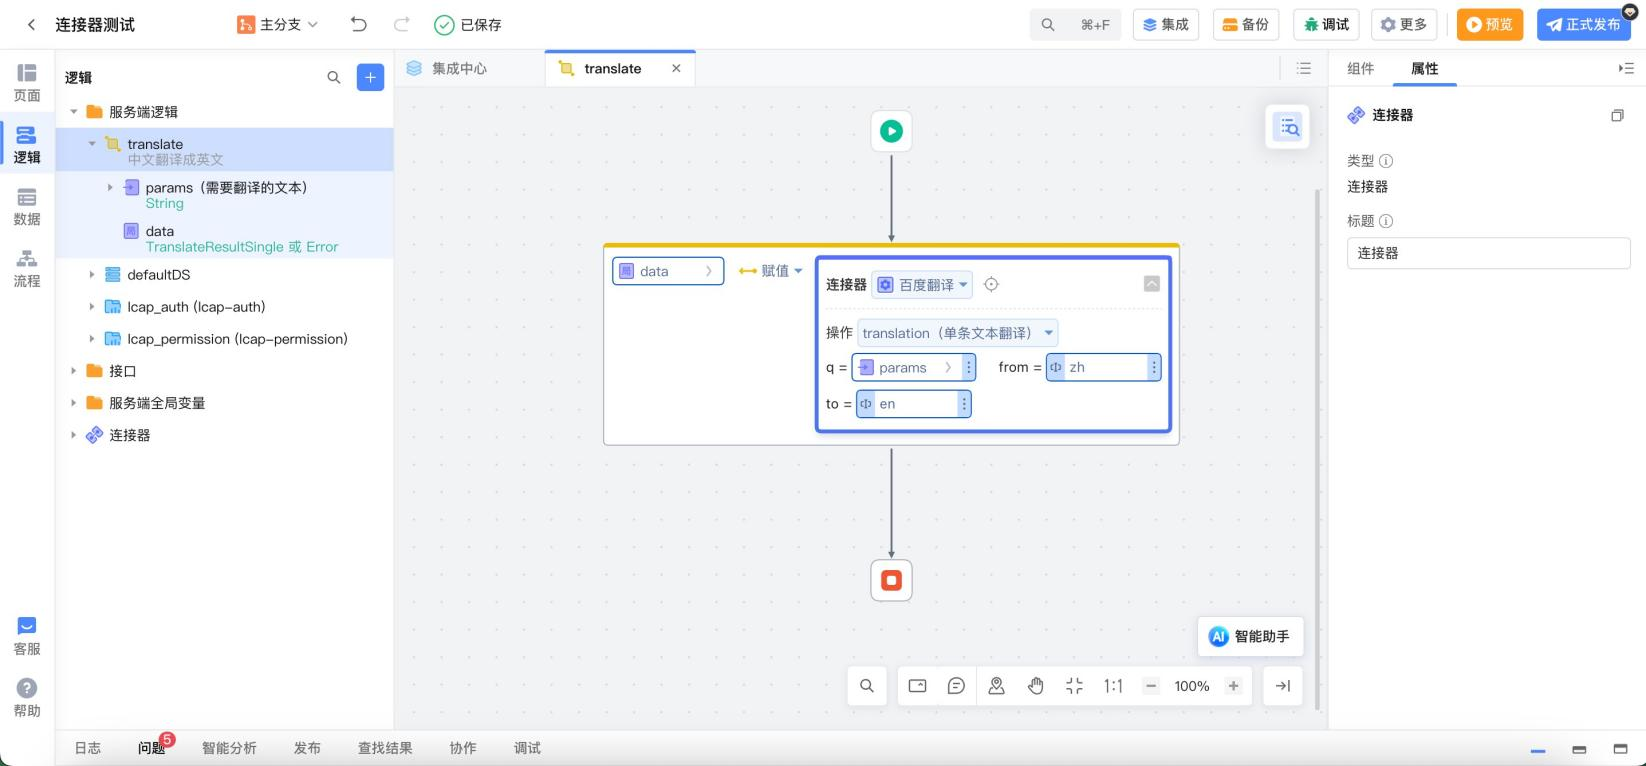 连接器测试
主分支
已保存
⌘+F
集成
备份
调试
更多
预览
正式发布
页面
逻辑
数据
流程
客服
帮助
逻辑
服务端逻辑
translate
中文翻译成英文
params（需要翻译的文本）
String
局 data
TranslateResultSingle 或 Error
defaultDS
lcap_auth (lcap-auth)
lcap_permission (lcap-permission)
接口
服务端全局变量
连接器
集成中心
translate
局 data
赋值
连接器 百度翻译
操作 translation（单条文本翻译）
q = params
from = zh
to = en
AI 智能助手
1:1
100%
组件
属性
连接器
类型
连接器
标题
连接器
日志
问题
5
智能分析
发布
查找结果
协作
调试